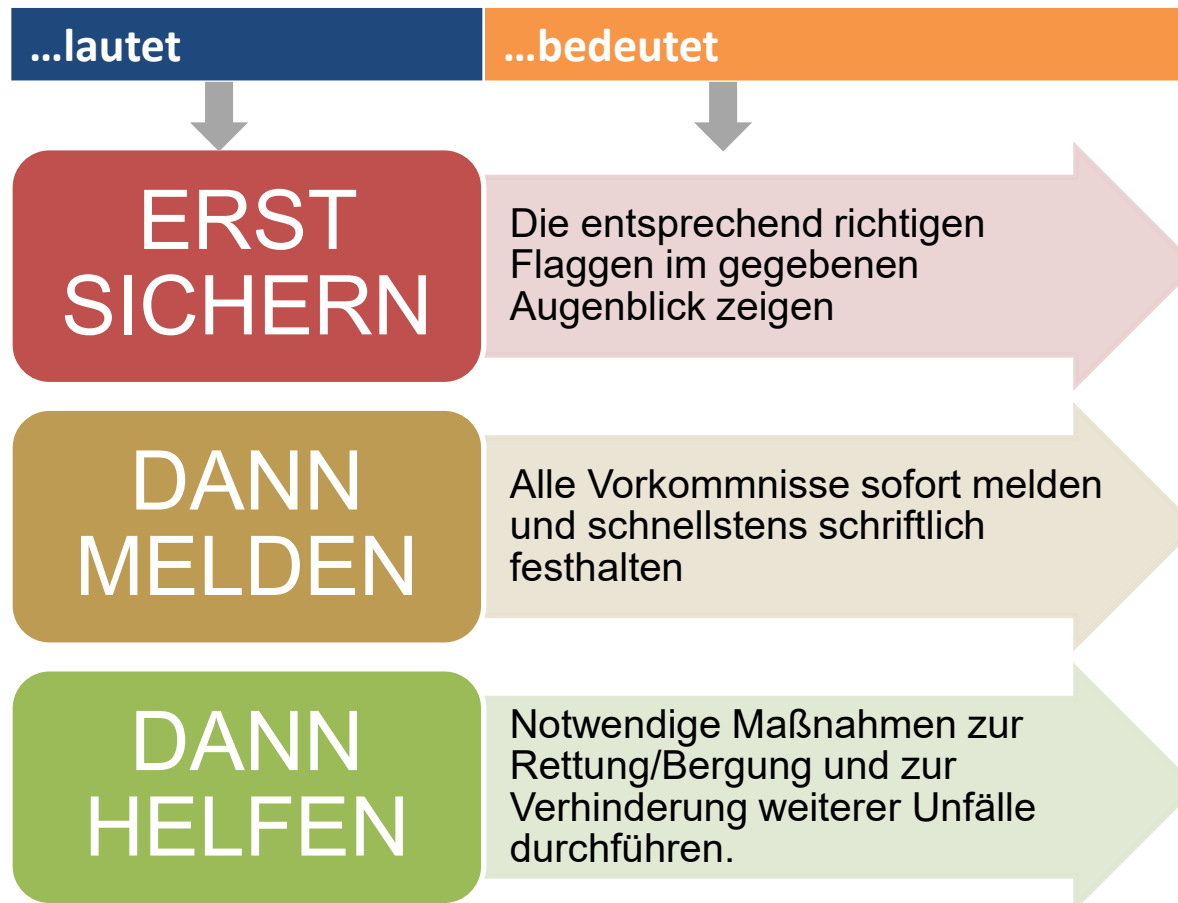 ...lautet
...bedeutet
ERST
SICHERN
Die entsprechend richtigen
Flaggen im gegebenen
Augenblick zeigen
DANN
MELDEN
Alle Vorkommnisse sofort melden
und schnellstens schriftlich
festhalten
DANN
HELFEN
Notwendige Maßnahmen zur
Rettung/Bergung und zur
Verhinderung weiterer Unfälle
durchführen.